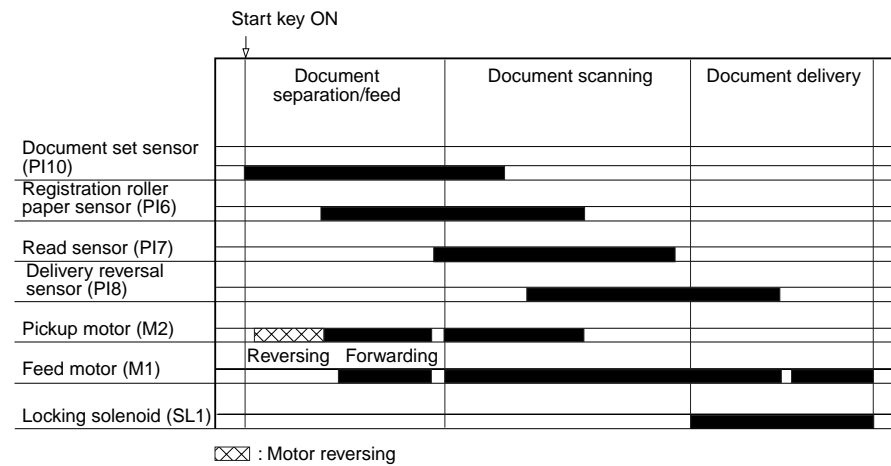 Start key ON
Document
separation/feed
Document scanning
Document delivery
Document set sensor
(PI10)
Registration roller
paper sensor (PI6)
Read sensor (PI7)
Delivery reversal
sensor (PI8)
Pickup motor (M2)
Reversing Forwarding
Feed motor (M1)
Locking solenoid (SL1)
: Motor reversing